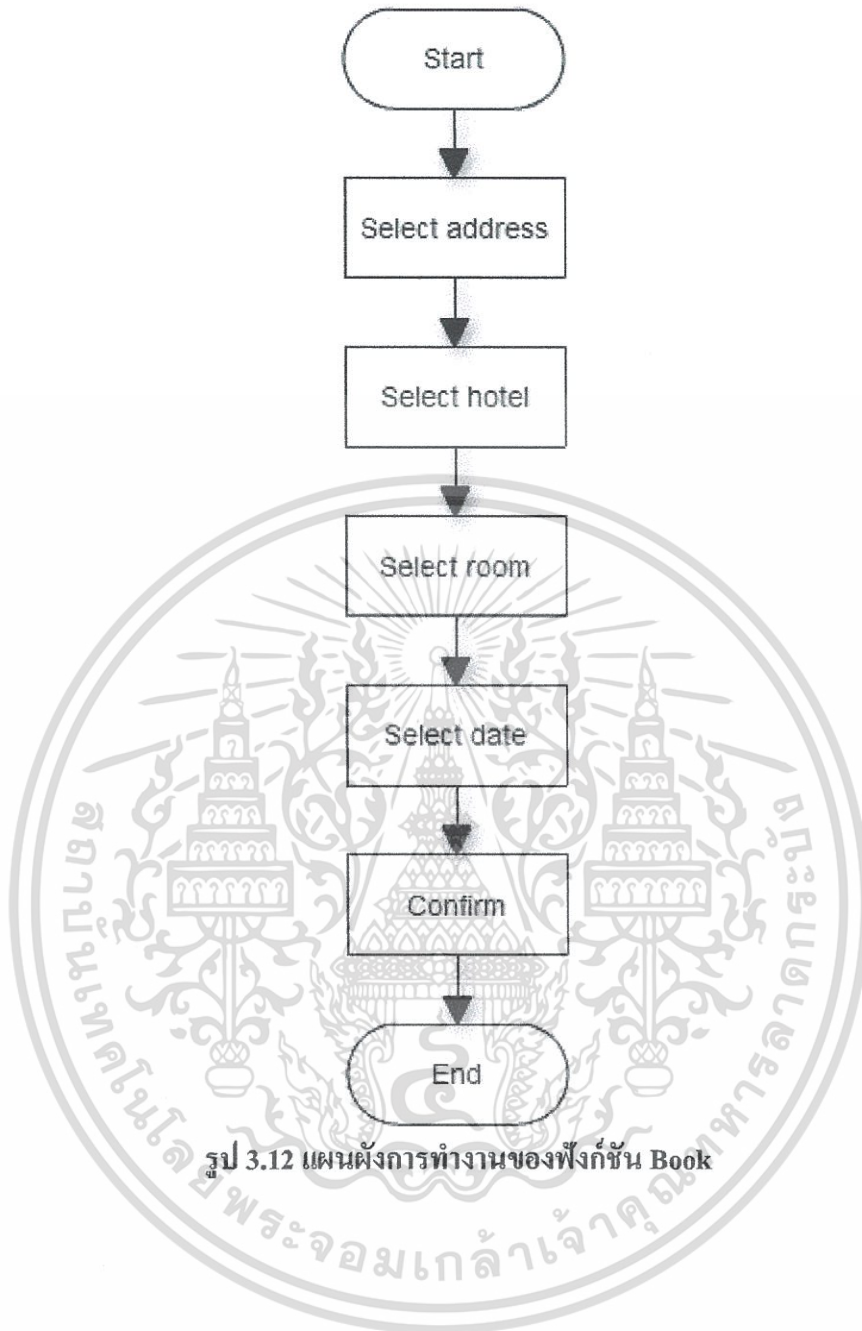 Start
Select address
Select hotel
Select room
Select date
Confirm
End
รูป 3.12 แผนผังการทำงานของฟังก์ชัน Book
สถาบันเทคโนโลยีพระจอมเกล้าเจ้าคุณทหารลาดกระบัง